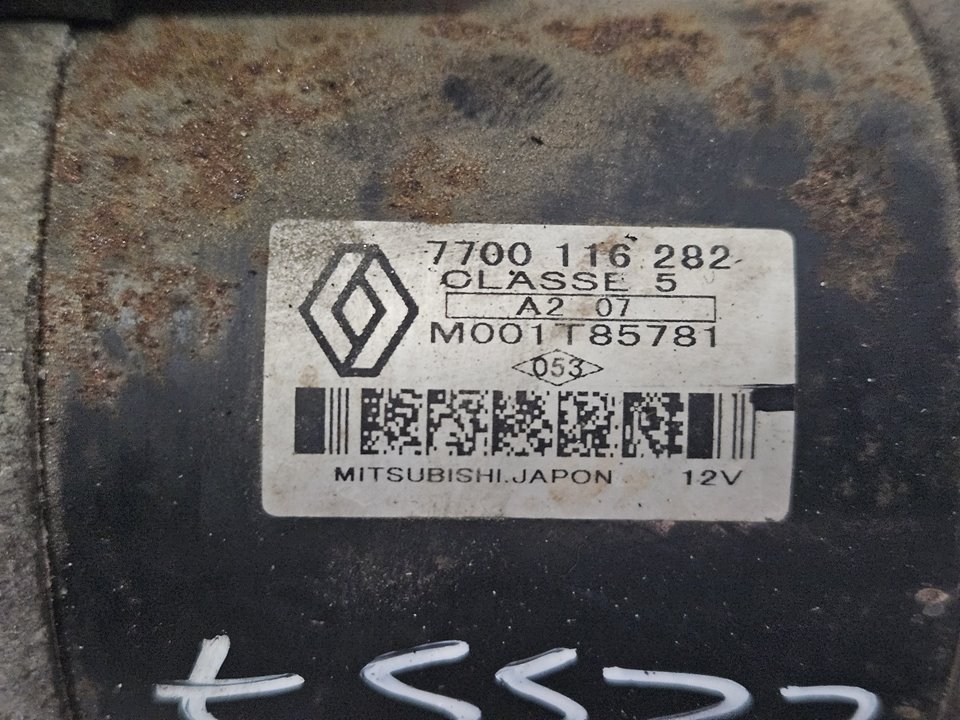 7700 116 282
CLASSE 5
A2 07
M001T85781
053
MITSUBISHI.JAPON 12V